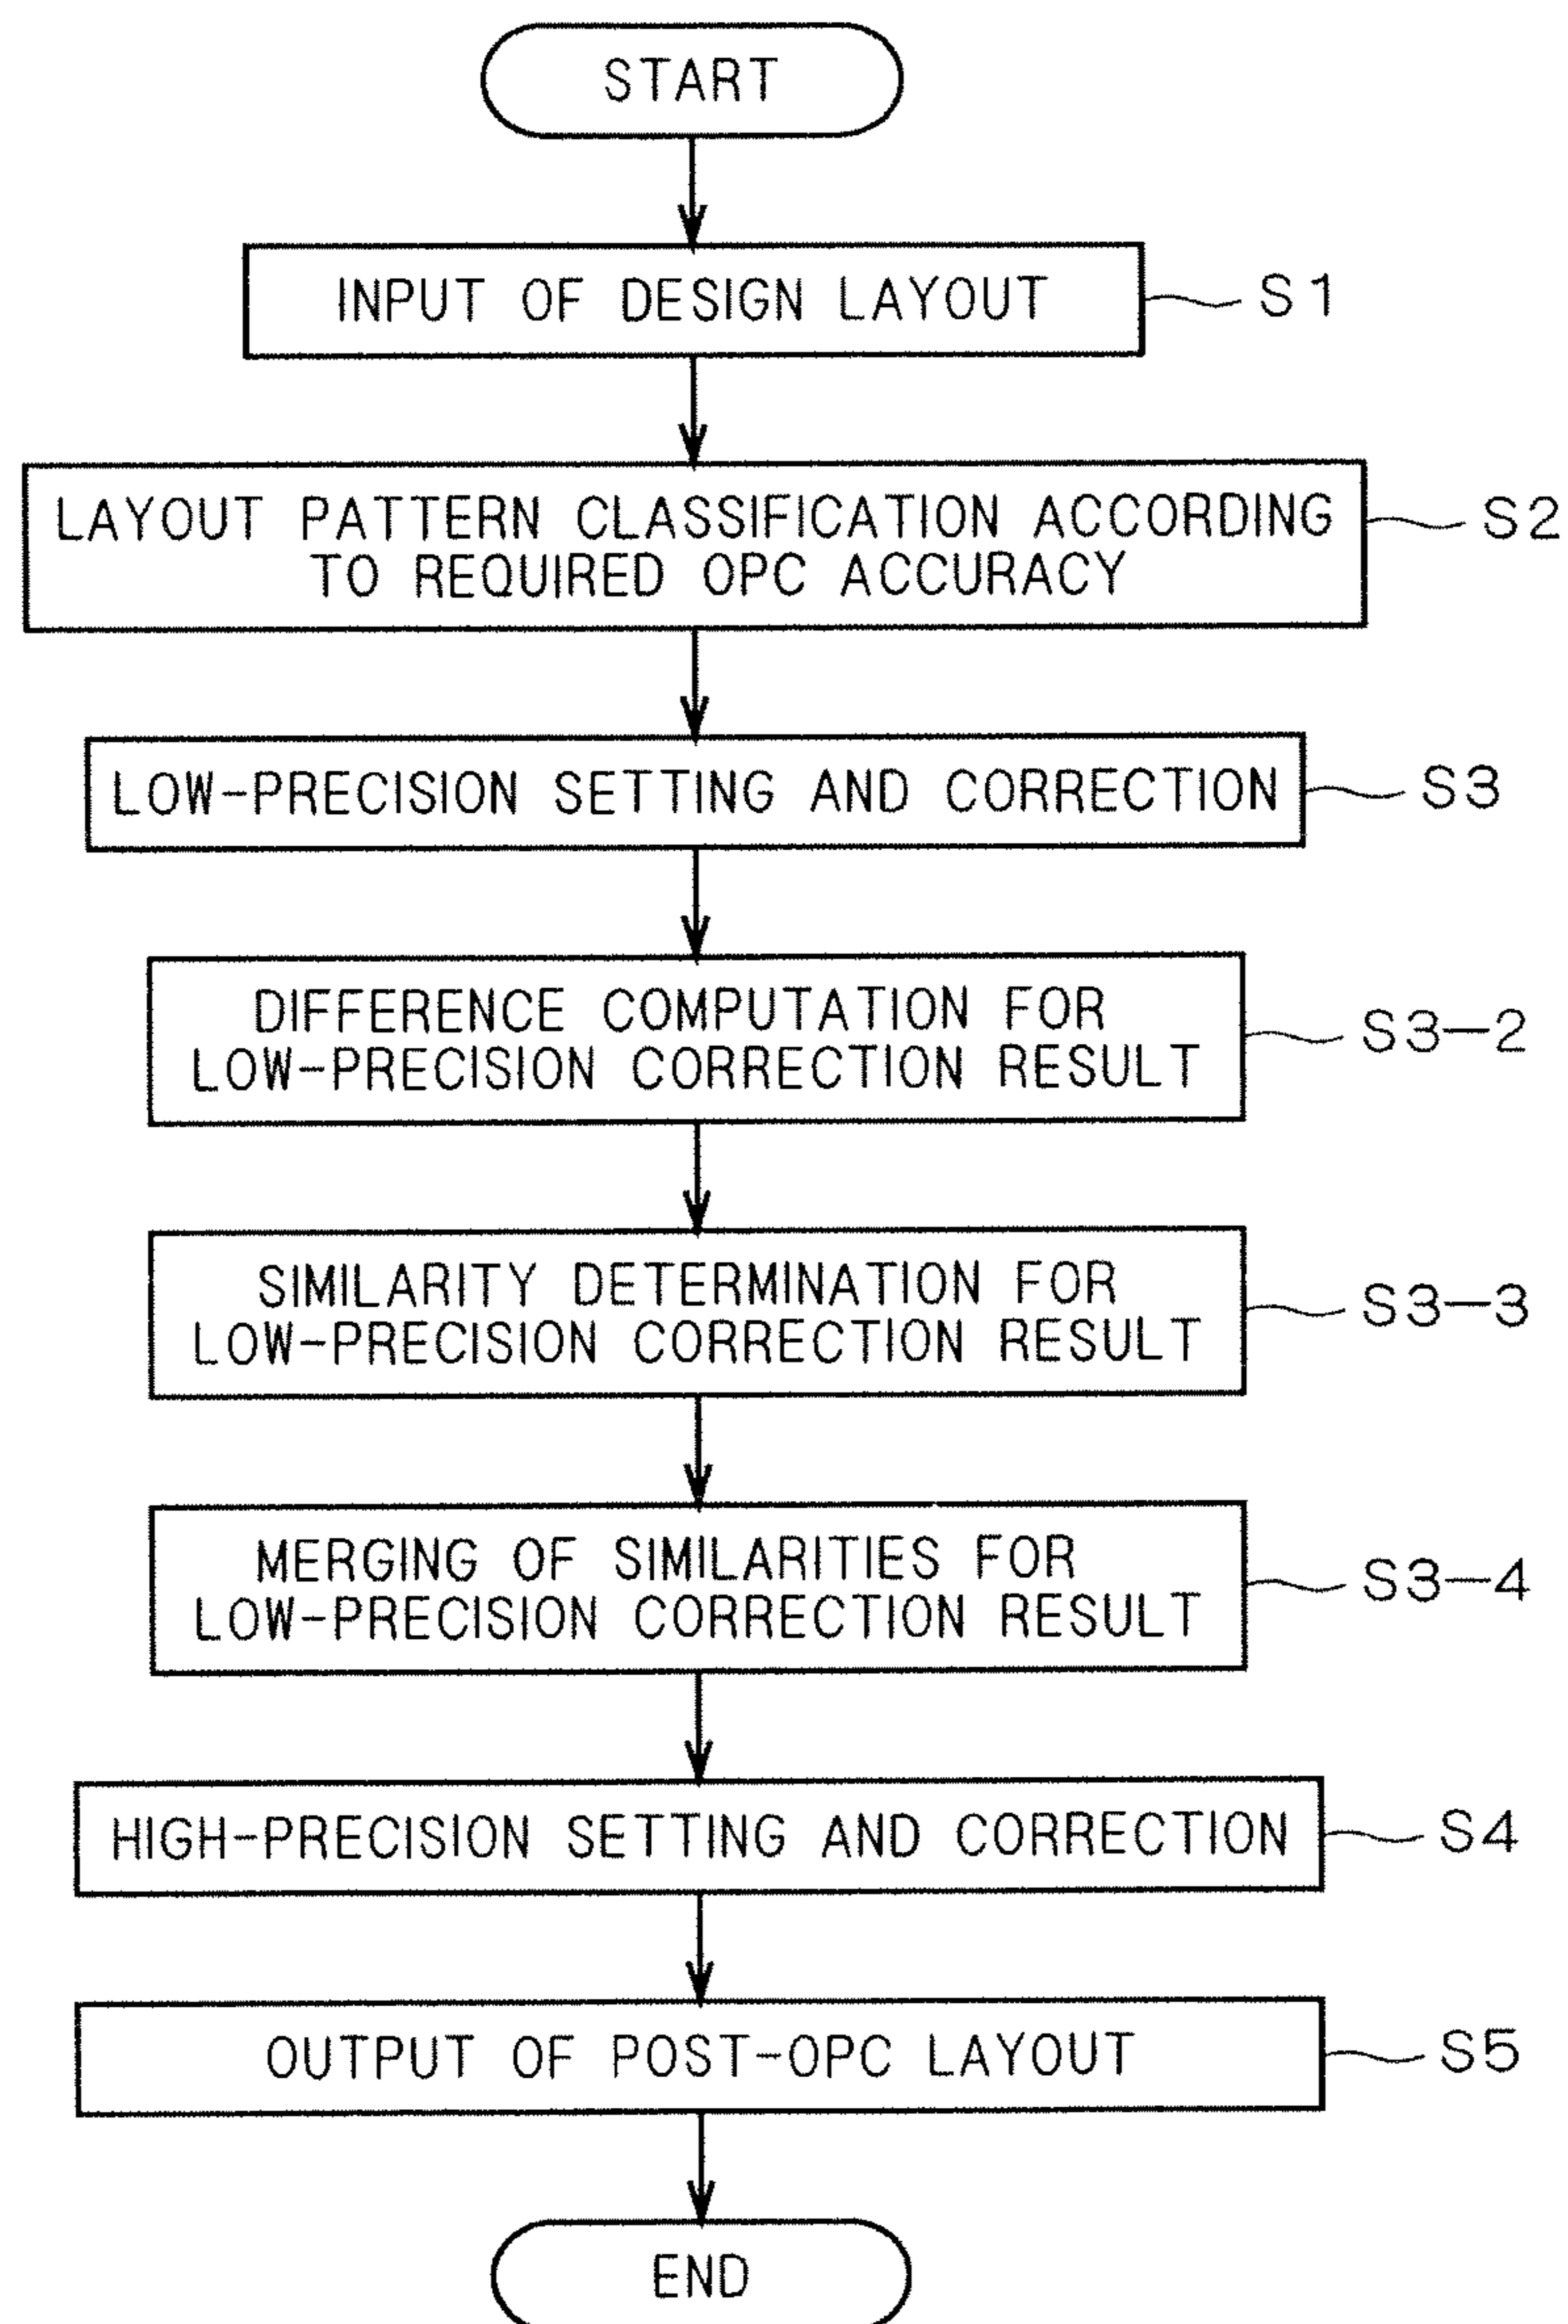 START
INPUT OF DESIGN LAYOUT
S1
LAYOUT PATTERN CLASSIFICATION ACCORDING
TO REQUIRED OPC ACCURACY
S2
LOW-PRECISION SETTING AND CORRECTION
S3
DIFFERENCE COMPUTATION FOR
LOW-PRECISION CORRECTION RESULT
S3-2
SIMILARITY DETERMINATION FOR
LOW-PRECISION CORRECTION RESULT
S3-3
MERGING OF SIMILARITIES FOR
LOW-PRECISION CORRECTION RESULT
S3-4
HIGH-PRECISION SETTING AND CORRECTION
S4
OUTPUT OF POST-OPC LAYOUT
S5
END